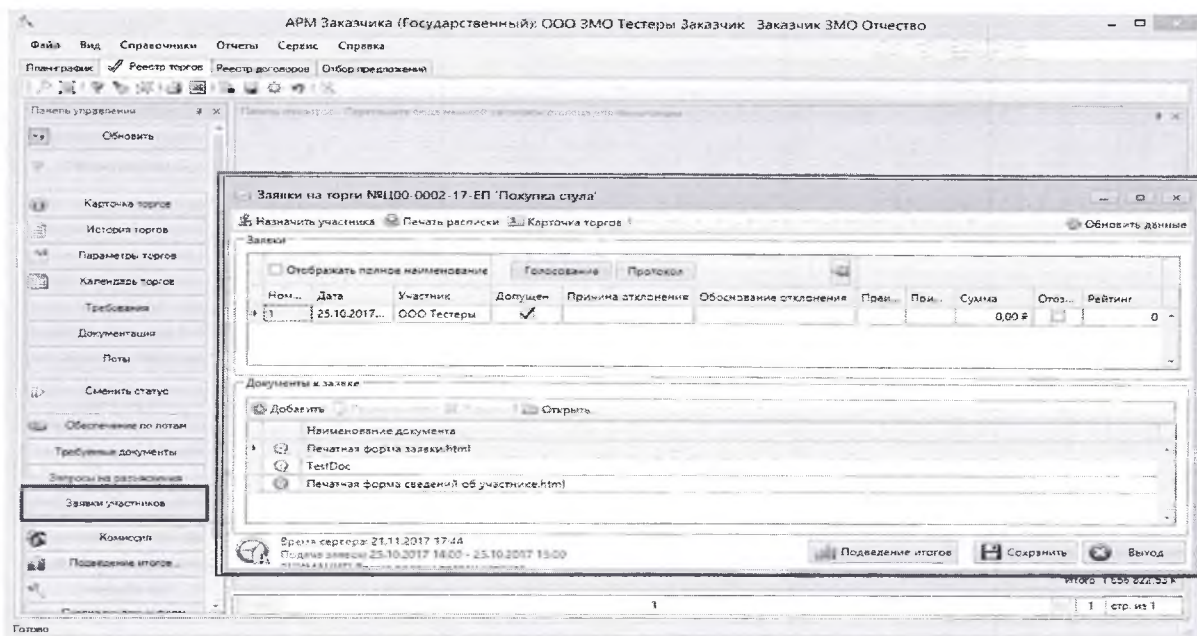 АРМ Заказчика (Государственный): ООО ЗМО Тестеры Заказчик Заказчик ЗМО Отчество
Файл Вид Справочники Отчеты Сервис Справка
План-график Реестр торгов Реестр договоров Отбор предложений
Панель управления
Обновить
Карточка торгов
История торгов
Параметры торгов
Календарь торгов
Требования
Документация
Лоты
Сменить статус
Обеспечение по лотам
Требуемые документы
Запросы на разъяснения
Заявки участников
Комиссия
Подведение итогов...
Заявки на торги №Ц00-0002-17-ЕП 'Покупка стула'
Назначить участника Печать расписки Карточка торгов Обновить данные
Заявки
Отображать полное наименование Голосование Протокол
Ном... Дата Участник Допущен Причина отклонения Обоснование отклонения При... Сумма Отоз... Рейтинг
1 25.10.2017... ООО Тестеры 0,00 ₽ 0
Документы к заявке
Добавить Открыть
Наименование документа
Печатная форма заявки.html
TestDoc
Печатная форма сведений об участнике.html
Время сервера: 21.11.2017 17:44
Подача заявок: 25.10.2017 14:00 - 25.10.2017 15:00
Подведение итогов Сохранить Выход
1 1 стр. из 1
Готово